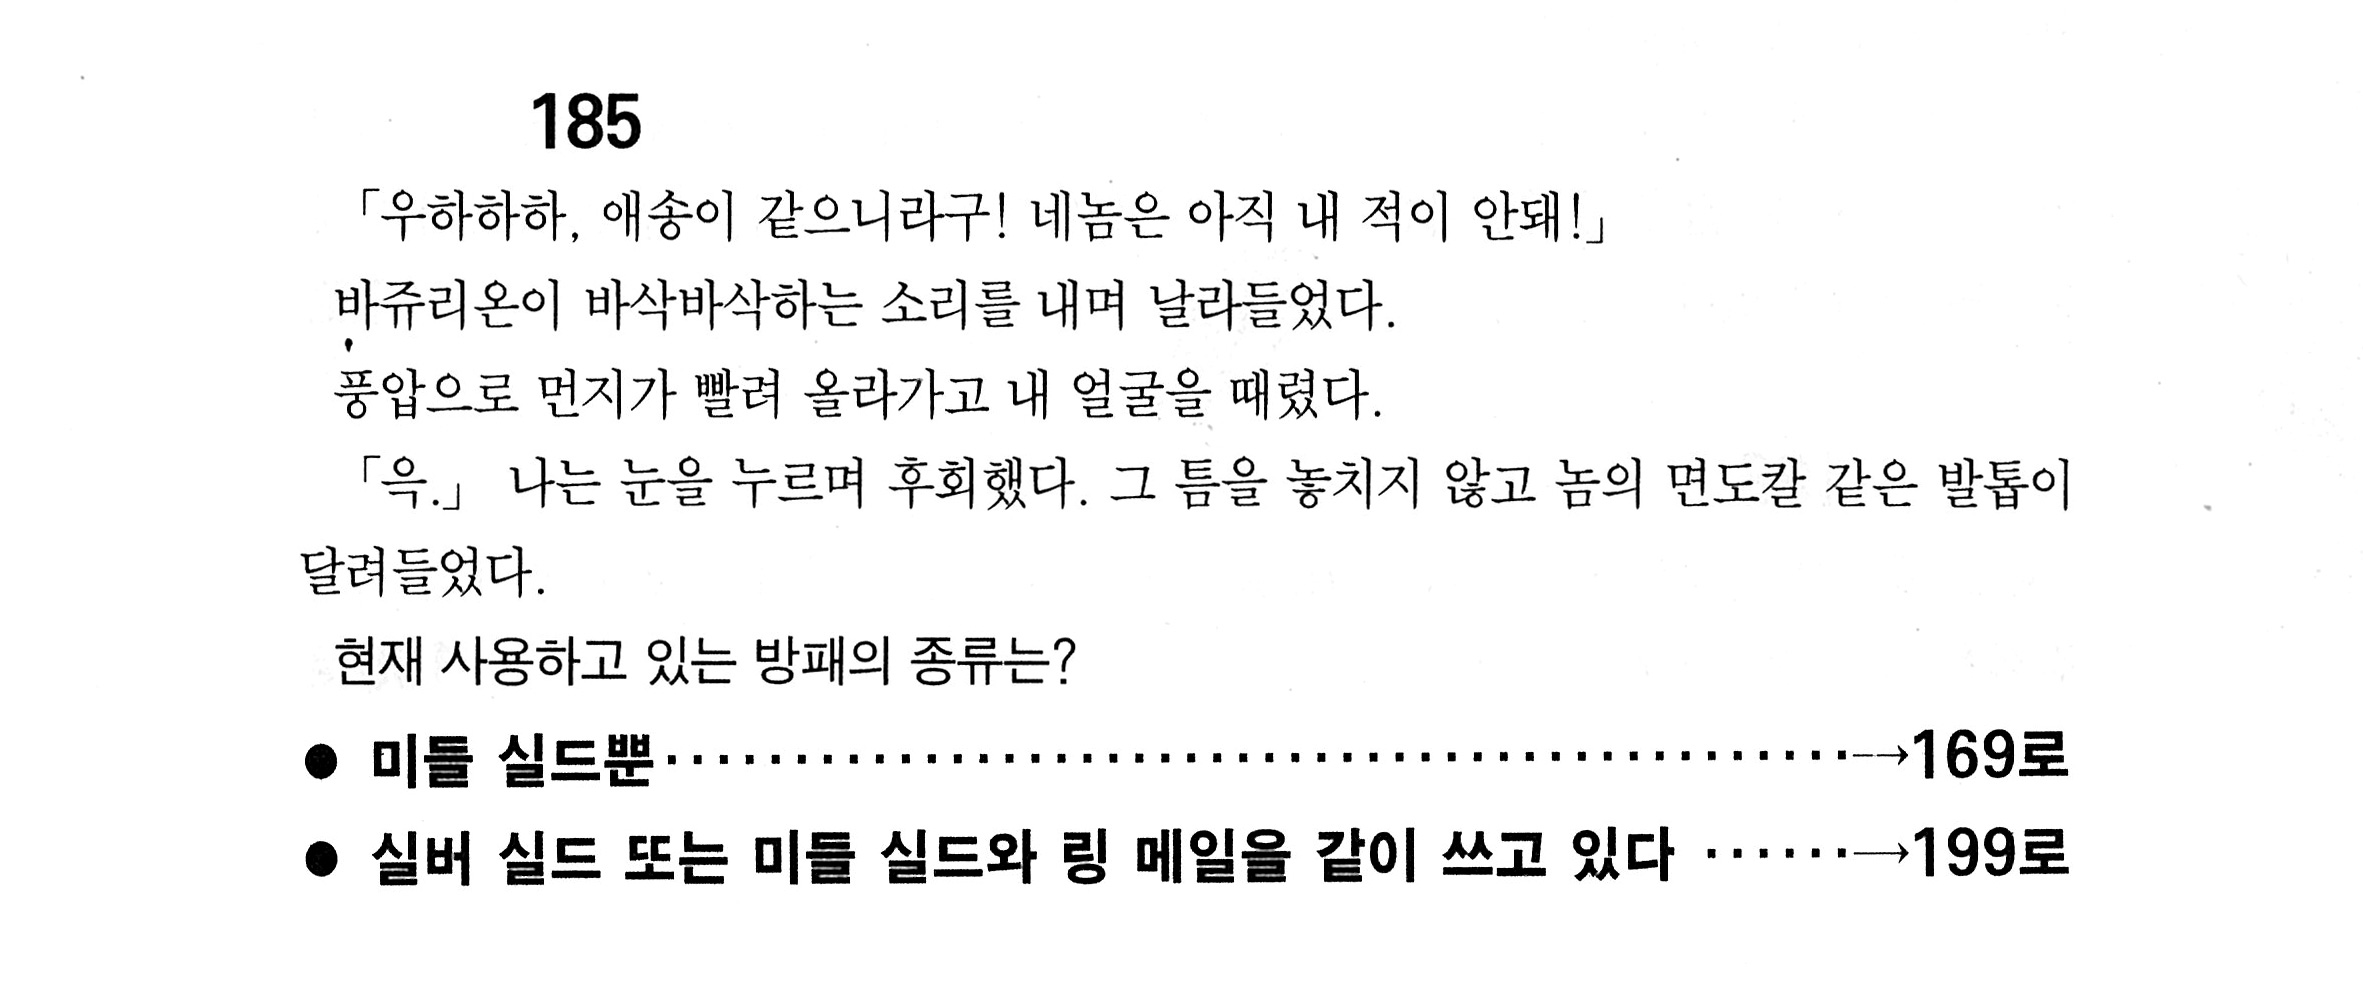 185
「우하하하, 애송이 같으니라구! 네놈은 아직 내 적이 안돼!」
바쥬리온이 바삭바삭하는 소리를 내며 날라들었다.
풍압으로 먼지가 빨려 올라가고 내 얼굴을 때렸다.
「윽.」 나는 눈을 누르며 후회했다. 그 틈을 놓치지 않고 놈의 면도칼 같은 발톱이
달려들었다.
현재 사용하고 있는 방패의 종류는?
● 미들 실드뿐··············································→169로
● 실버 실드 또는 미들 실드와 링 메일을 같이 쓰고 있다 ······→199로